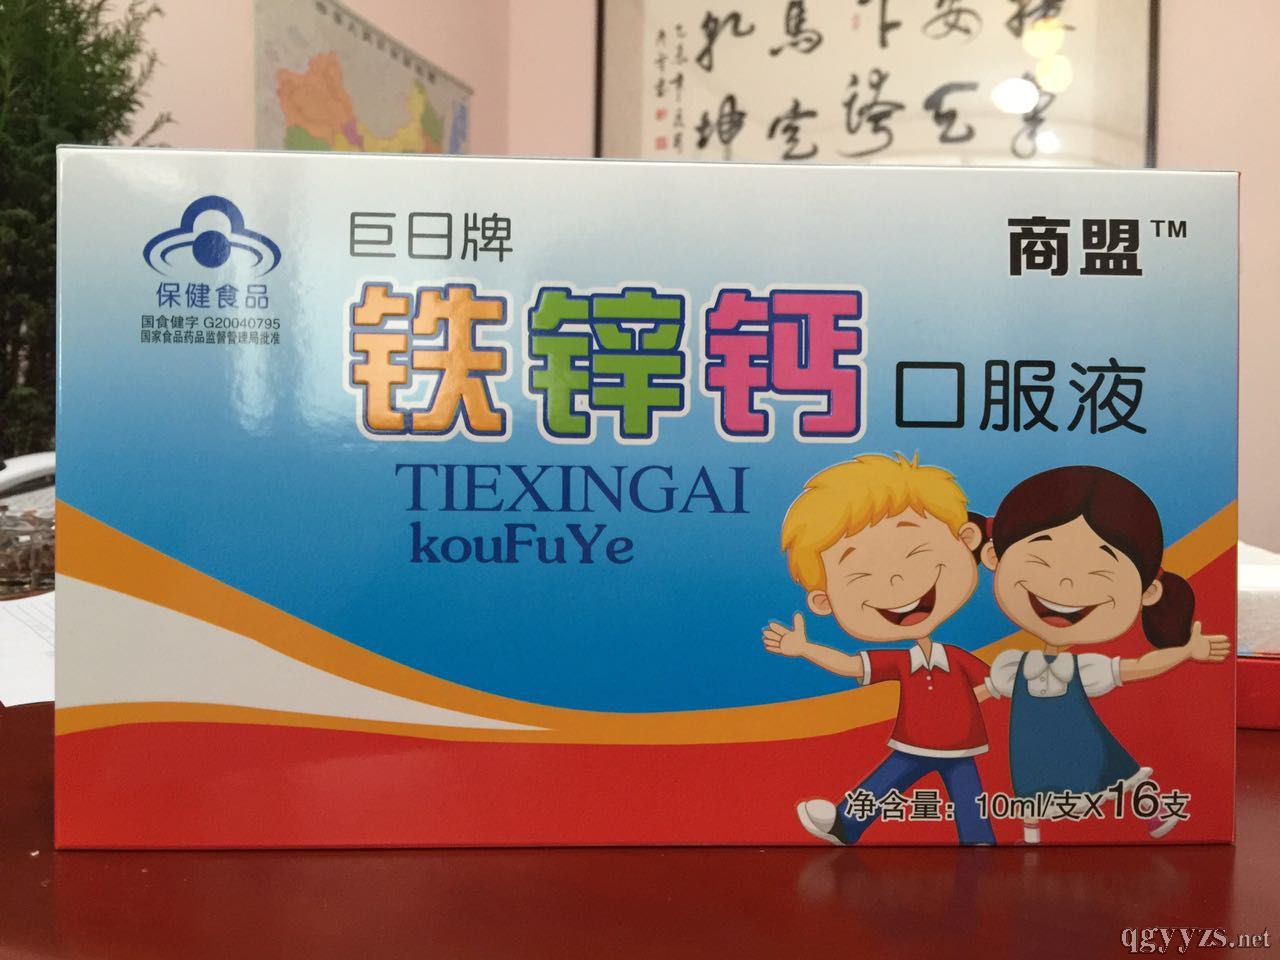 保健食品
国食健字 G20040795
国家食品药品监督管理局批准
巨日牌
商盟™
铁锌钙口服液
TIEXINGAI
kouFuYe
净含量：10ml/支X16支
qgyyzs.net